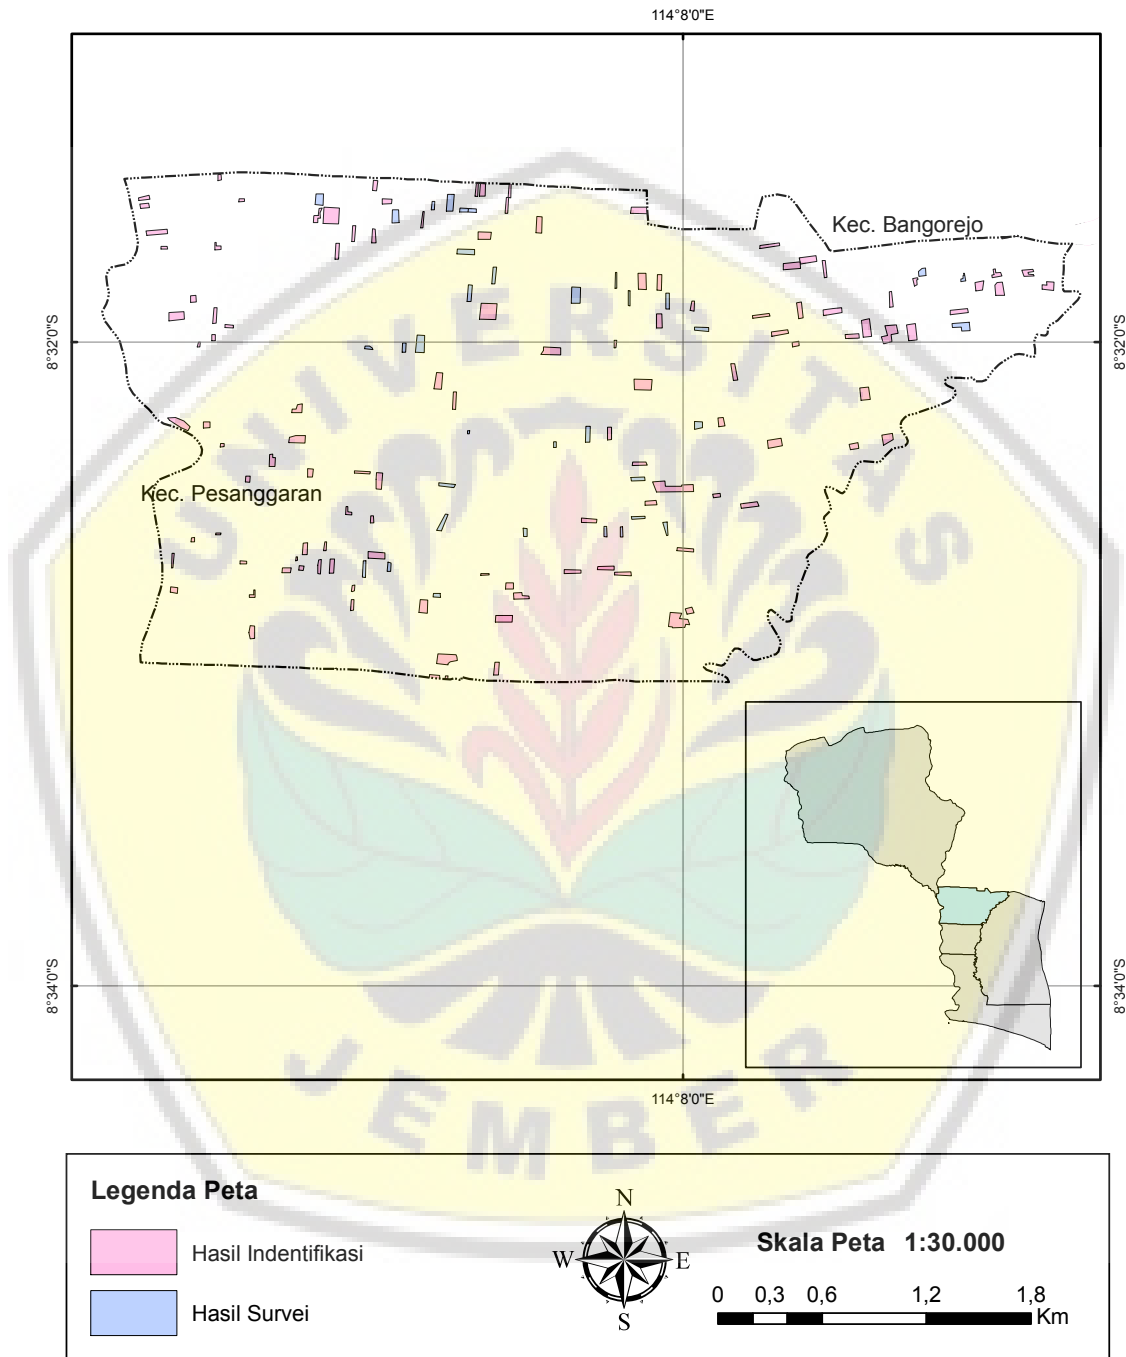 114°8'0"E
Kec. Bangorejo
8°32'0"S
8°32'0"S
UNIVERSITAS
Kec. Pesanggaran
8°34'0"S
8°34'0"S
JEMBER
114°8'0"E
Legenda Peta
Hasil Indentifikasi
Hasil Survei
N
W E
S
Skala Peta 1:30.000
0 0,3 0,6 1,2 1,8
Km